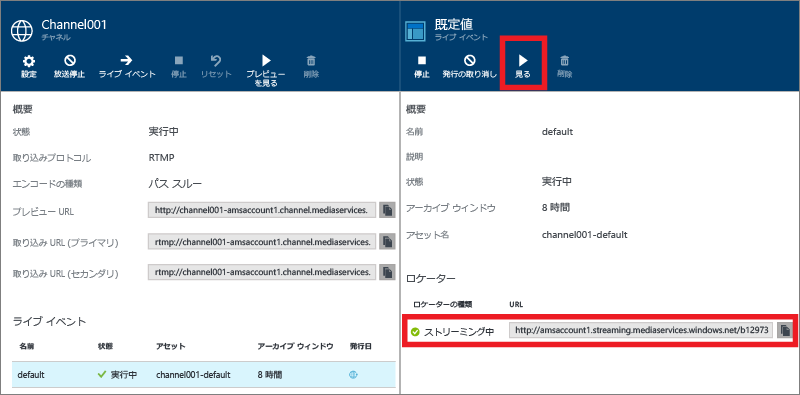 Channel001
チャネル
設定
放送停止
ライブ イベント
停止
リセット
プレビュー
を見る
削除
概要
状態 実行中
取り込みプロトコル RTMP
エンコードの種類 パス スルー
プレビュー URL http://channel001-amsaccount1.channel.mediaservices.
取り込み URL (プライマリ) rtmp://channel001-amsaccount1.channel.mediaservices.
取り込み URL (セカンダリ) rtmp://channel001-amsaccount1.channel.mediaservices.
ライブ イベント
名前 状態 アセット アーカイブ ウィンドウ 発行日
default 実行中 channel001-default 8 時間
既定値
ライブ イベント
停止
発行の取り消し
見る
削除
概要
名前 default
説明
状態 実行中
アーカイブ ウィンドウ 8 時間
アセット名 channel001-default
ロケーター
ロケーターの種類 URL
ストリーミング中 http://amsaccount1.streaming.mediaservices.windows.net/b12973